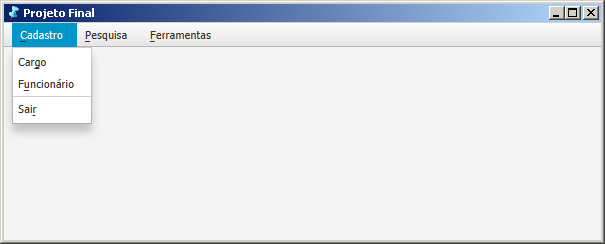 Projeto Final
Cadastro Pesquisa Ferramentas
Cargo
Funcionário
Sair